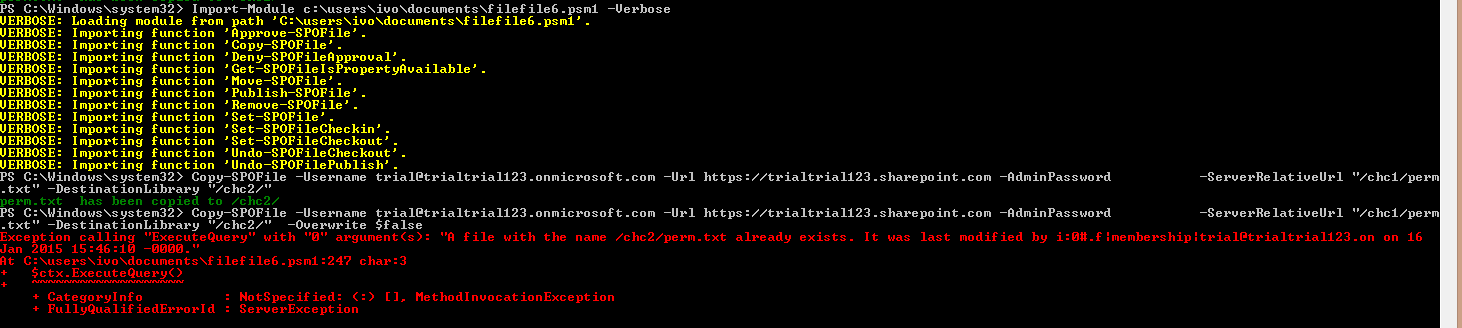 PS C:\Windows\system32> Import-Module c:\users\ivo\documents\filefile6.psm1 -Verbose
VERBOSE: Loading module from path 'C:\users\ivo\documents\filefile6.psm1'.
VERBOSE: Importing function 'Approve-SPOFile'.
VERBOSE: Importing function 'Copy-SPOFile'.
VERBOSE: Importing function 'Deny-SPOFileApproval'.
VERBOSE: Importing function 'Get-SPOFileIsPropertyAvailable'.
VERBOSE: Importing function 'Move-SPOFile'.
VERBOSE: Importing function 'Publish-SPOFile'.
VERBOSE: Importing function 'Remove-SPOFile'.
VERBOSE: Importing function 'Set-SPOFile'.
VERBOSE: Importing function 'Set-SPOFileCheckin'.
VERBOSE: Importing function 'Set-SPOFileCheckout'.
VERBOSE: Importing function 'Undo-SPOFileCheckout'.
VERBOSE: Importing function 'Undo-SPOFilePublish'.
PS C:\Windows\system32> Copy-SPOFile -Username trial@trialtrial123.onmicrosoft.com -Url https://trialtrial123.sharepoint.com -AdminPassword -ServerRelativeUrl "/chc1/perm
.txt" -DestinationLibrary "/chc2/"
perm.txt has been copied to /chc2/
PS C:\Windows\system32> Copy-SPOFile -Username trial@trialtrial123.onmicrosoft.com -Url https://trialtrial123.sharepoint.com -AdminPassword -ServerRelativeUrl "/chc1/perm
.txt" -DestinationLibrary "/chc2/" -Overwrite $false
Exception calling "ExecuteQuery" with "0" argument(s): "A file with the name /chc2/perm.txt already exists. It was last modified by i:0#.f|membership|trial@trialtrial123.on on 16
Jan 2015 15:46:10 -0000."
At C:\users\ivo\documents\filefile6.psm1:247 char:3
+ $ctx.ExecuteQuery()
+ ~~~~~~~~~~~~~~~~~~~
+ CategoryInfo : NotSpecified: (:) [], MethodInvocationException
+ FullyQualifiedErrorId : ServerException